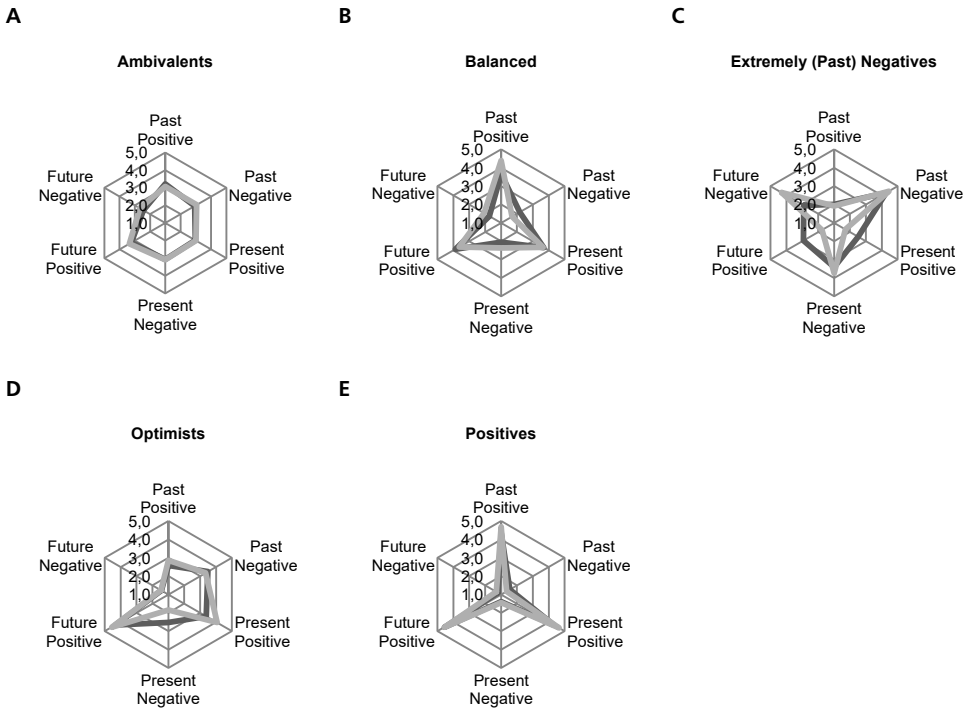 A
Ambivalents
Past
Positive
5,0
4,0
3,0
2,0
1,0
Future
Negative
Past
Negative
Future
Positive
Present
Positive
Present
Negative
B
Balanced
Past
Positive
5,0
4,0
3,0
2,0
1,0
Future
Negative
Past
Negative
Future
Positive
Present
Positive
Present
Negative
C
Extremely (Past) Negatives
Past
Positive
5,0
4,0
3,0
2,0
1,0
Future
Negative
Past
Negative
Future
Positive
Present
Positive
Present
Negative
D
Optimists
Past
Positive
5,0
4,0
3,0
2,0
1,0
Future
Negative
Past
Negative
Future
Positive
Present
Positive
Present
Negative
E
Positives
Past
Positive
5,0
4,0
3,0
2,0
1,0
Future
Negative
Past
Negative
Future
Positive
Present
Positive
Present
Negative